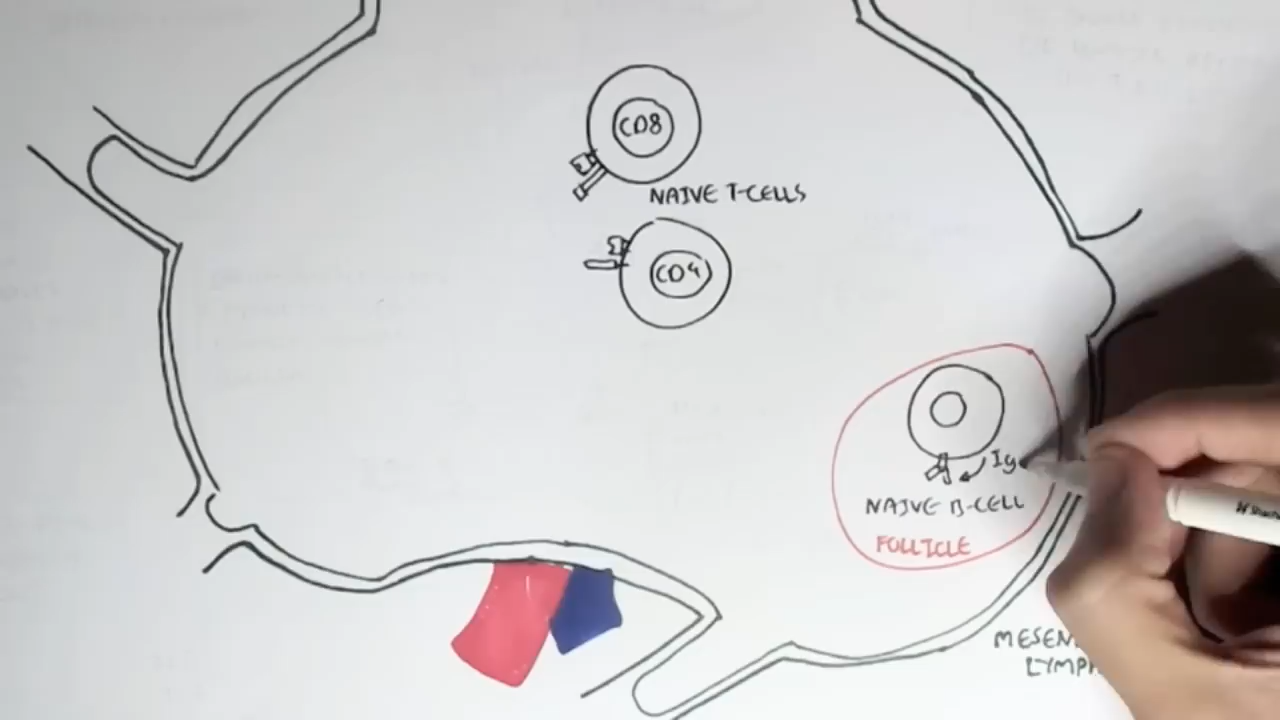 CD8
NAIVE T-CELLS
CD4
Ig
NAIVE B-CELL
FOLLICLE